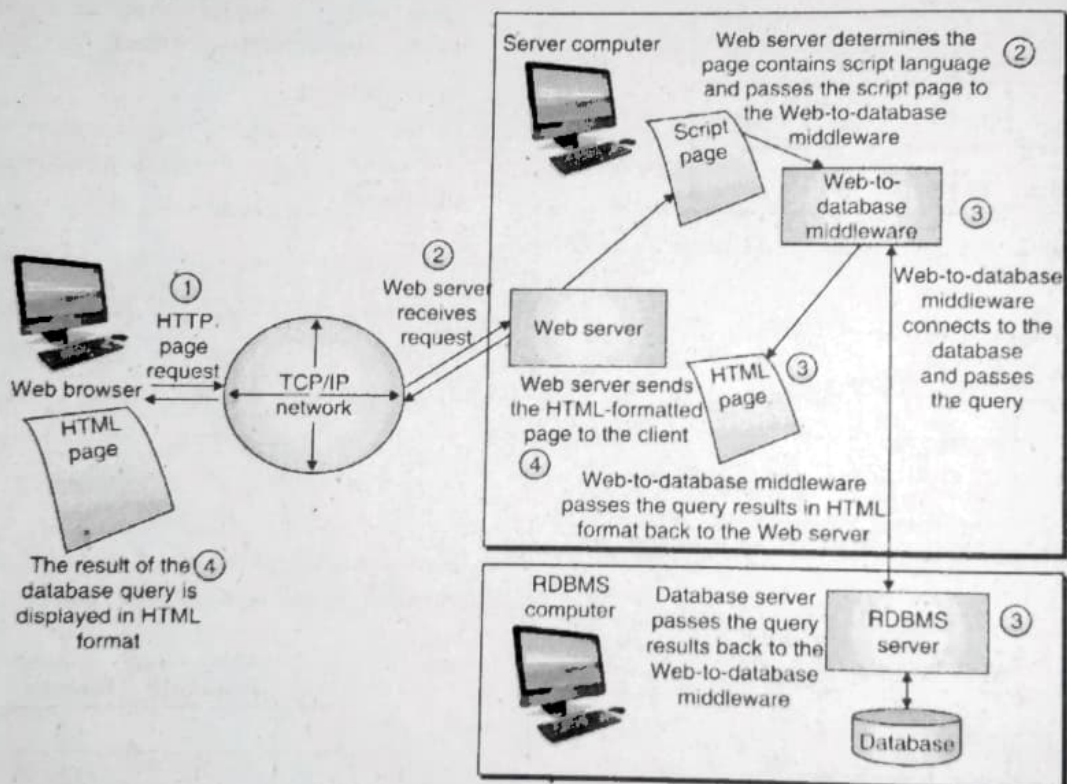 Server computer
Web server determines the
page contains script language
and passes the script page to
the Web-to-database
middleware
②
Script
page
Web-to-
database
middleware
③
①
HTTP
page
request
②
Web server
receives
request
Web server
Web-to-database
middleware
connects to the
database
and passes
the query
Web browser
TCP/IP
network
HTML
page
Web server sends
the HTML-formatted
page to the client
④
HTML
page
③
Web-to-database middleware
passes the query results in HTML
format back to the Web server
The result of the ④
database query is
displayed in HTML
format
RDBMS
computer
Database server
passes the query
results back to the
Web-to-database
middleware
RDBMS
server
③
Database